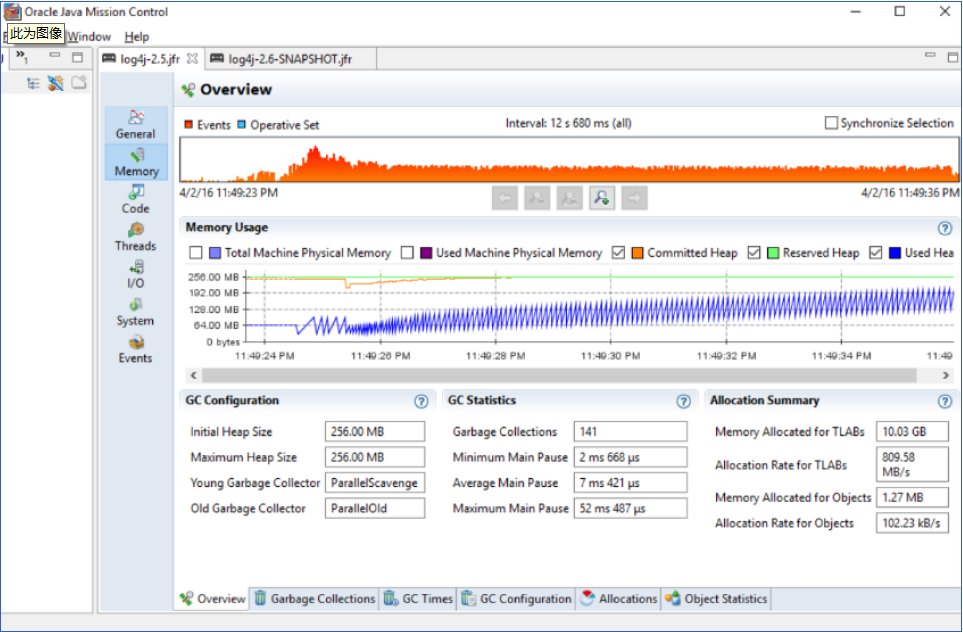 Oracle Java Mission Control
此为图像
Window Help
log4j-2.5.jfr log4j-2.6-SNAPSHOT.jfr
Overview
Events Operative Set Interval: 12 s 680 ms (all) Synchronize Selection
4/2/16 11:49:23 PM 4/2/16 11:49:36 PM
General
Memory
Code
Threads
I/O
System
Events
Memory Usage
Total Machine Physical Memory Used Machine Physical Memory Committed Heap Reserved Heap Used Hea
256.00 MB
192.00 MB
128.00 MB
64.00 MB
0 bytes
11:49:24 PM 11:49:26 PM 11:49:28 PM 11:49:30 PM 11:49:32 PM 11:49:34 PM 11:49
GC Configuration
Initial Heap Size 256.00 MB
Maximum Heap Size 256.00 MB
Young Garbage Collector ParallelScavenge
Old Garbage Collector ParallelOld
GC Statistics
Garbage Collections 141
Minimum Main Pause 2 ms 668 µs
Average Main Pause 7 ms 421 µs
Maximum Main Pause 52 ms 487 µs
Allocation Summary
Memory Allocated for TLABs 10.03 GB
Allocation Rate for TLABs 809.58
MB/s
Memory Allocated for Objects 1.27 MB
Allocation Rate for Objects 102.23 kB/s
Overview Garbage Collections GC Times GC Configuration Allocations Object Statistics